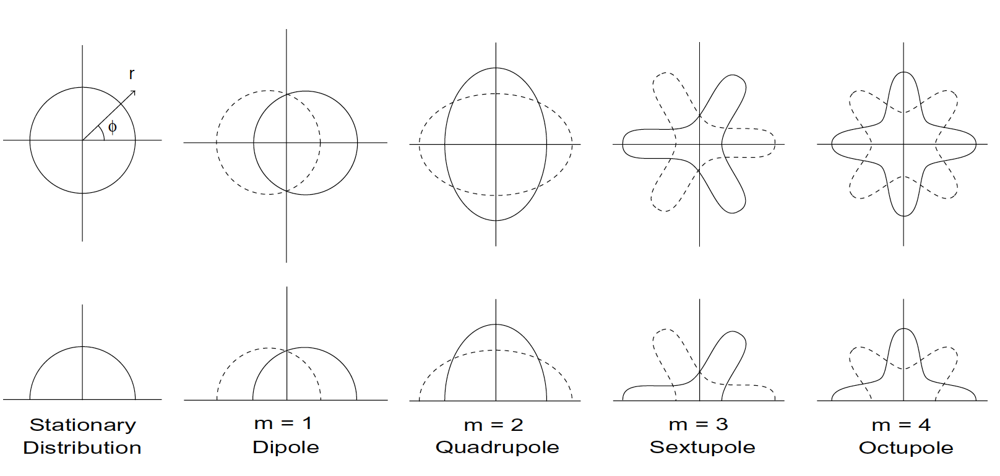 r
ϕ
Stationary
Distribution
m = 1
Dipole
m = 2
Quadrupole
m = 3
Sextupole
m = 4
Octupole